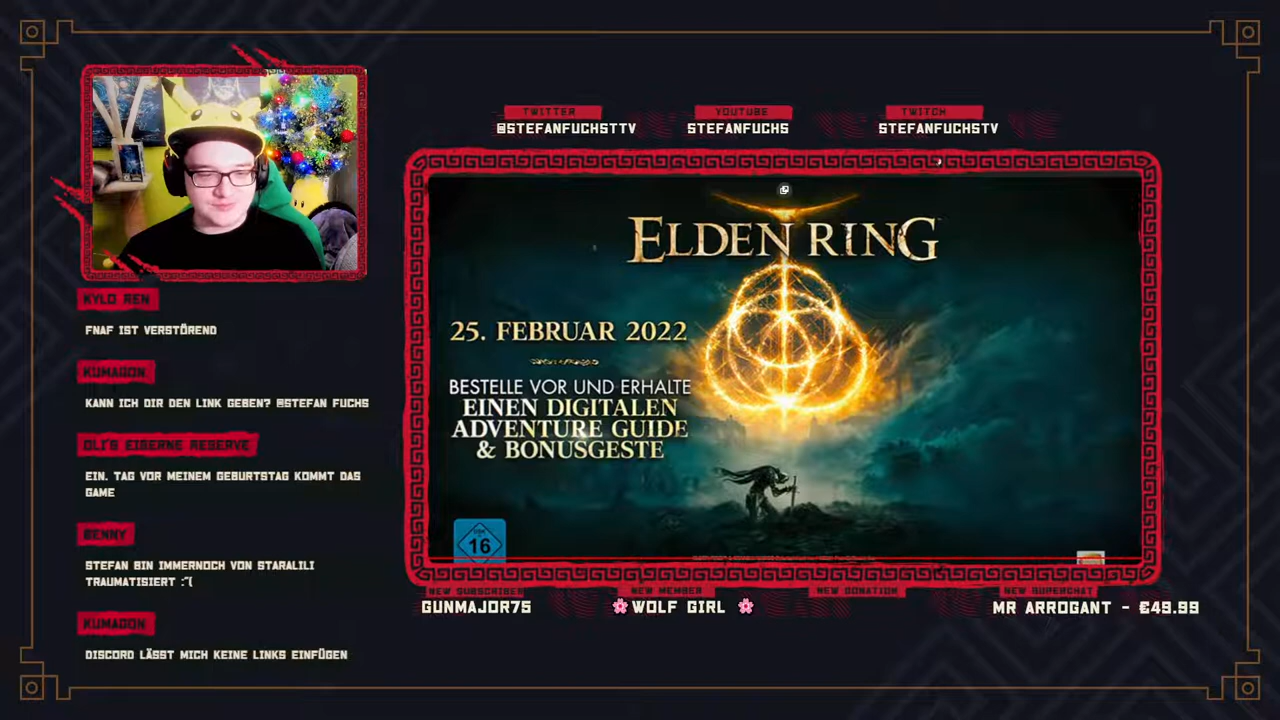 TWITTER
@STEFANFUCHSTTV
YOUTUBE
STEFANFUCHS
TWITCH
STEFANFUCHSTV
KYLO REN
FNAF IST VERSTÖREND
KUMAGON
KANN ICH DIR DEN LINK GEBEN? @STEFAN FUCHS
OLI'S EISERNE RESERVE
EIN. TAG VOR MEINEM GEBURTSTAG KOMMT DAS
GAME
BENNY
STEFAN BIN IMMERNOCH VON STARALILI
TRAUMATISIERT :"(
KUMAGON
DISCORD LÄSST MICH KEINE LINKS EINFÜGEN
ELDEN RING
25. FEBRUAR 2022
BESTELLE VOR UND ERHALTE
EINEN DIGITALEN
ADVENTURE GUIDE
& BONUSGESTE
USK
16
NEW SUBSCRIBER
GUNMAJOR75
NEW MEMBER
🌸WOLF GIRL 🌸
NEW DONATION
NEW SUPERCHAT
MR ARROGANT - €49.99